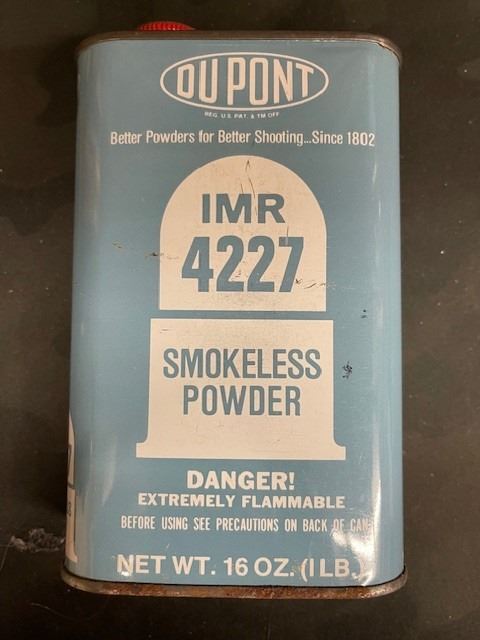 DU PONT
REG. U.S. PAT. & TM OFF
Better Powders for Better Shooting...Since 1802
IMR
4227
SMOKELESS
POWDER
DANGER!
EXTREMELY FLAMMABLE
BEFORE USING SEE PRECAUTIONS ON BACK OF CAN
NET WT. 16 OZ. (1 LB.)